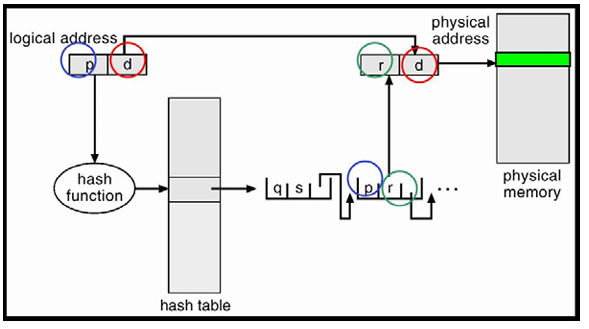 logical address
p d
physical
address
r d
hash
function
q s
p r
...
physical
memory
hash table